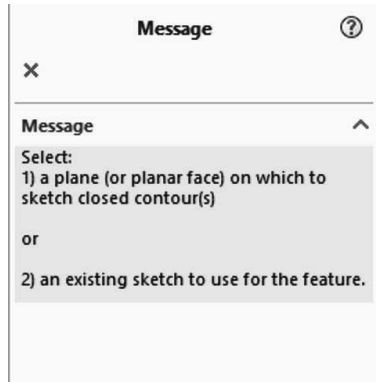 Message
Message
Select:
1) a plane (or planar face) on which to
sketch closed contour(s)
or
2) an existing sketch to use for the feature.